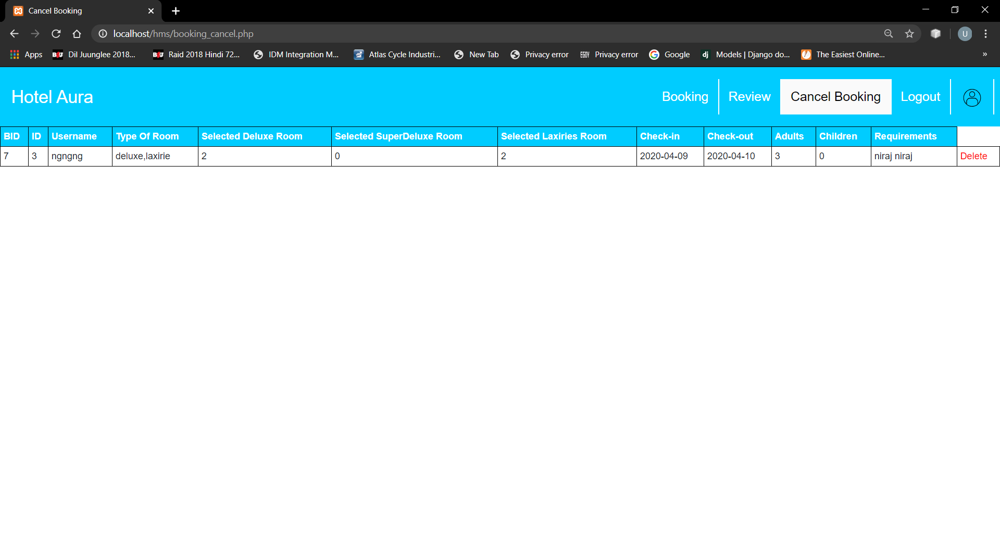 Cancel Booking
localhost/hms/booking_cancel.php
U
Apps Dil Juunglee 2018... Raid 2018 Hindi 72... IDM Integration M... Atlas Cycle Industri... New Tab Privacy error EGOV Privacy error Google dj Models | Django do... The Easiest Online... »
Hotel Aura Booking Review Cancel Booking Logout
BID ID Username Type Of Room Selected Deluxe Room Selected SuperDeluxe Room Selected Laxiries Room Check-in Check-out Adults Children Requirements
7 3 ngngng deluxe,laxirie 2 0 2 2020-04-09 2020-04-10 3 0 niraj niraj Delete